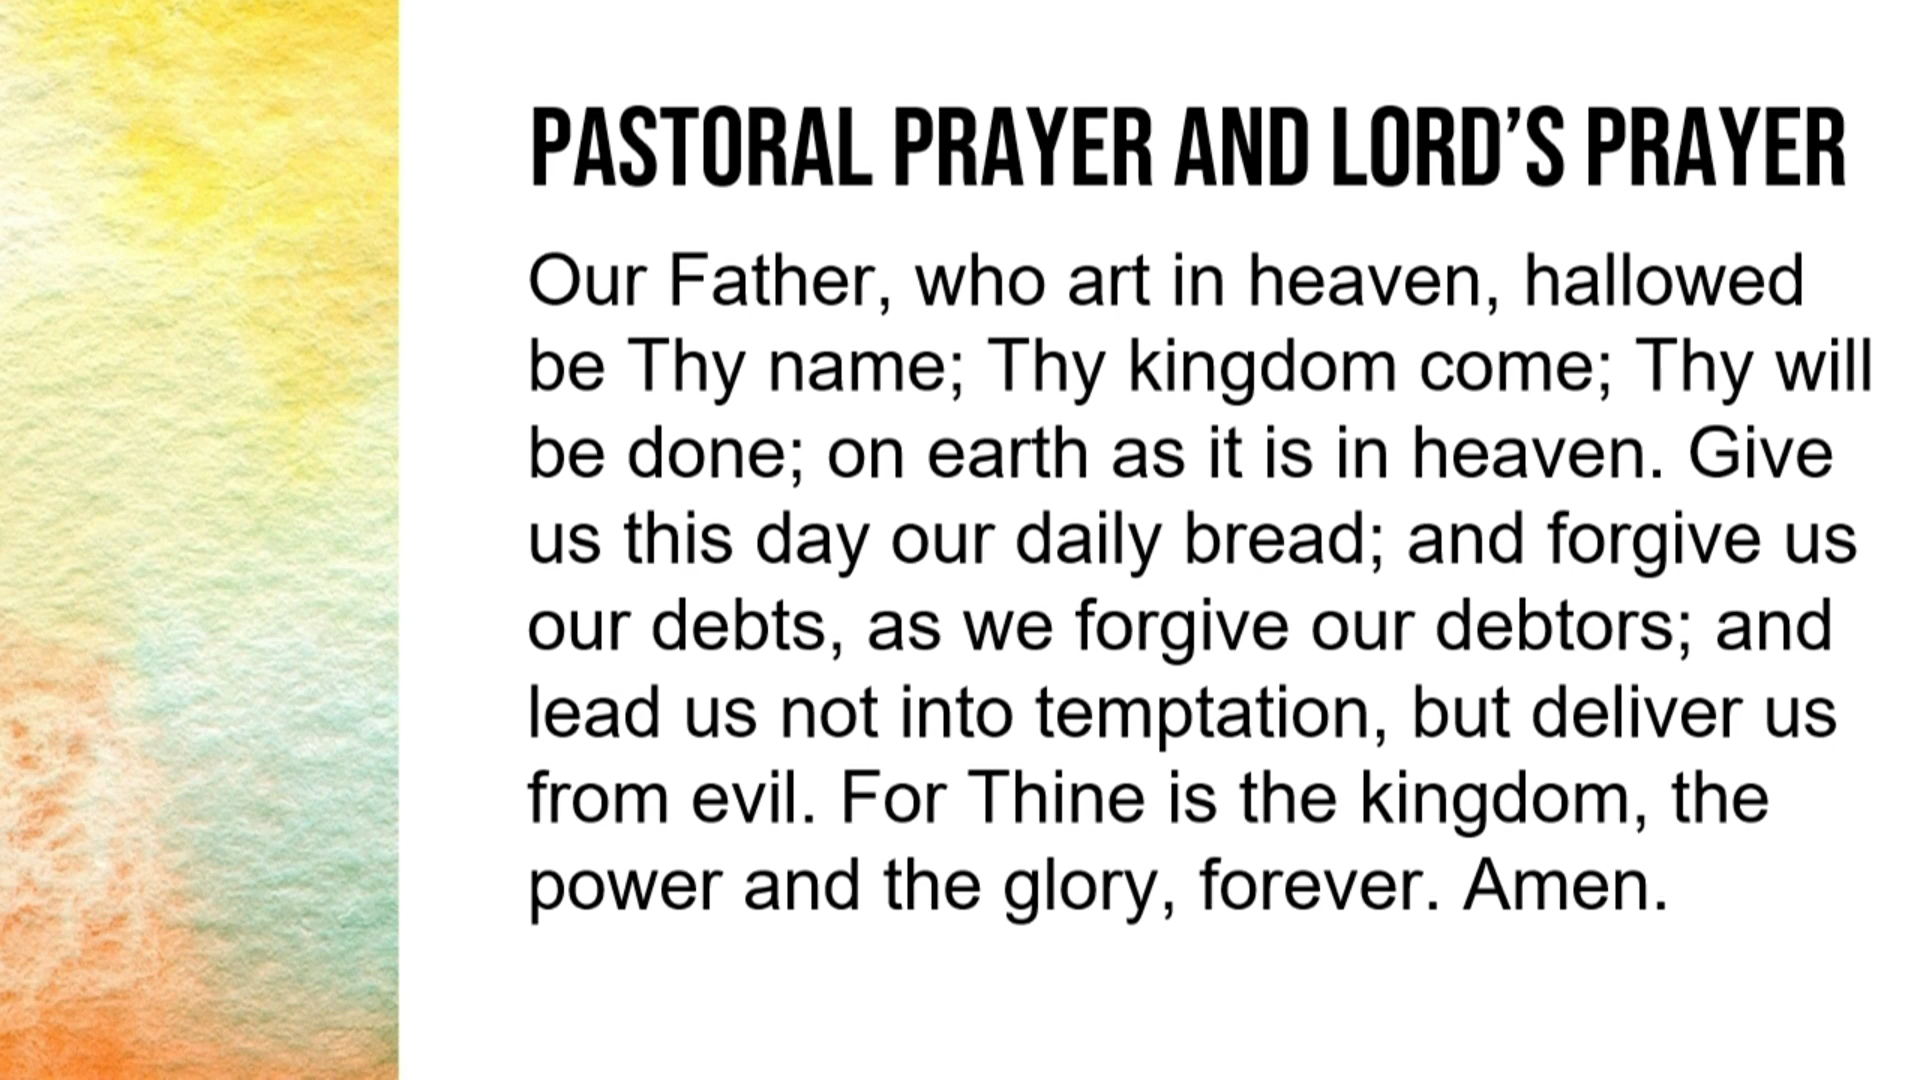 PASTORAL PRAYER AND LORD’S PRAYER
Our Father, who art in heaven, hallowed
be Thy name; Thy kingdom come; Thy will
be done; on earth as it is in heaven. Give
us this day our daily bread; and forgive us
our debts, as we forgive our debtors; and
lead us not into temptation, but deliver us
from evil. For Thine is the kingdom, the
power and the glory, forever. Amen.